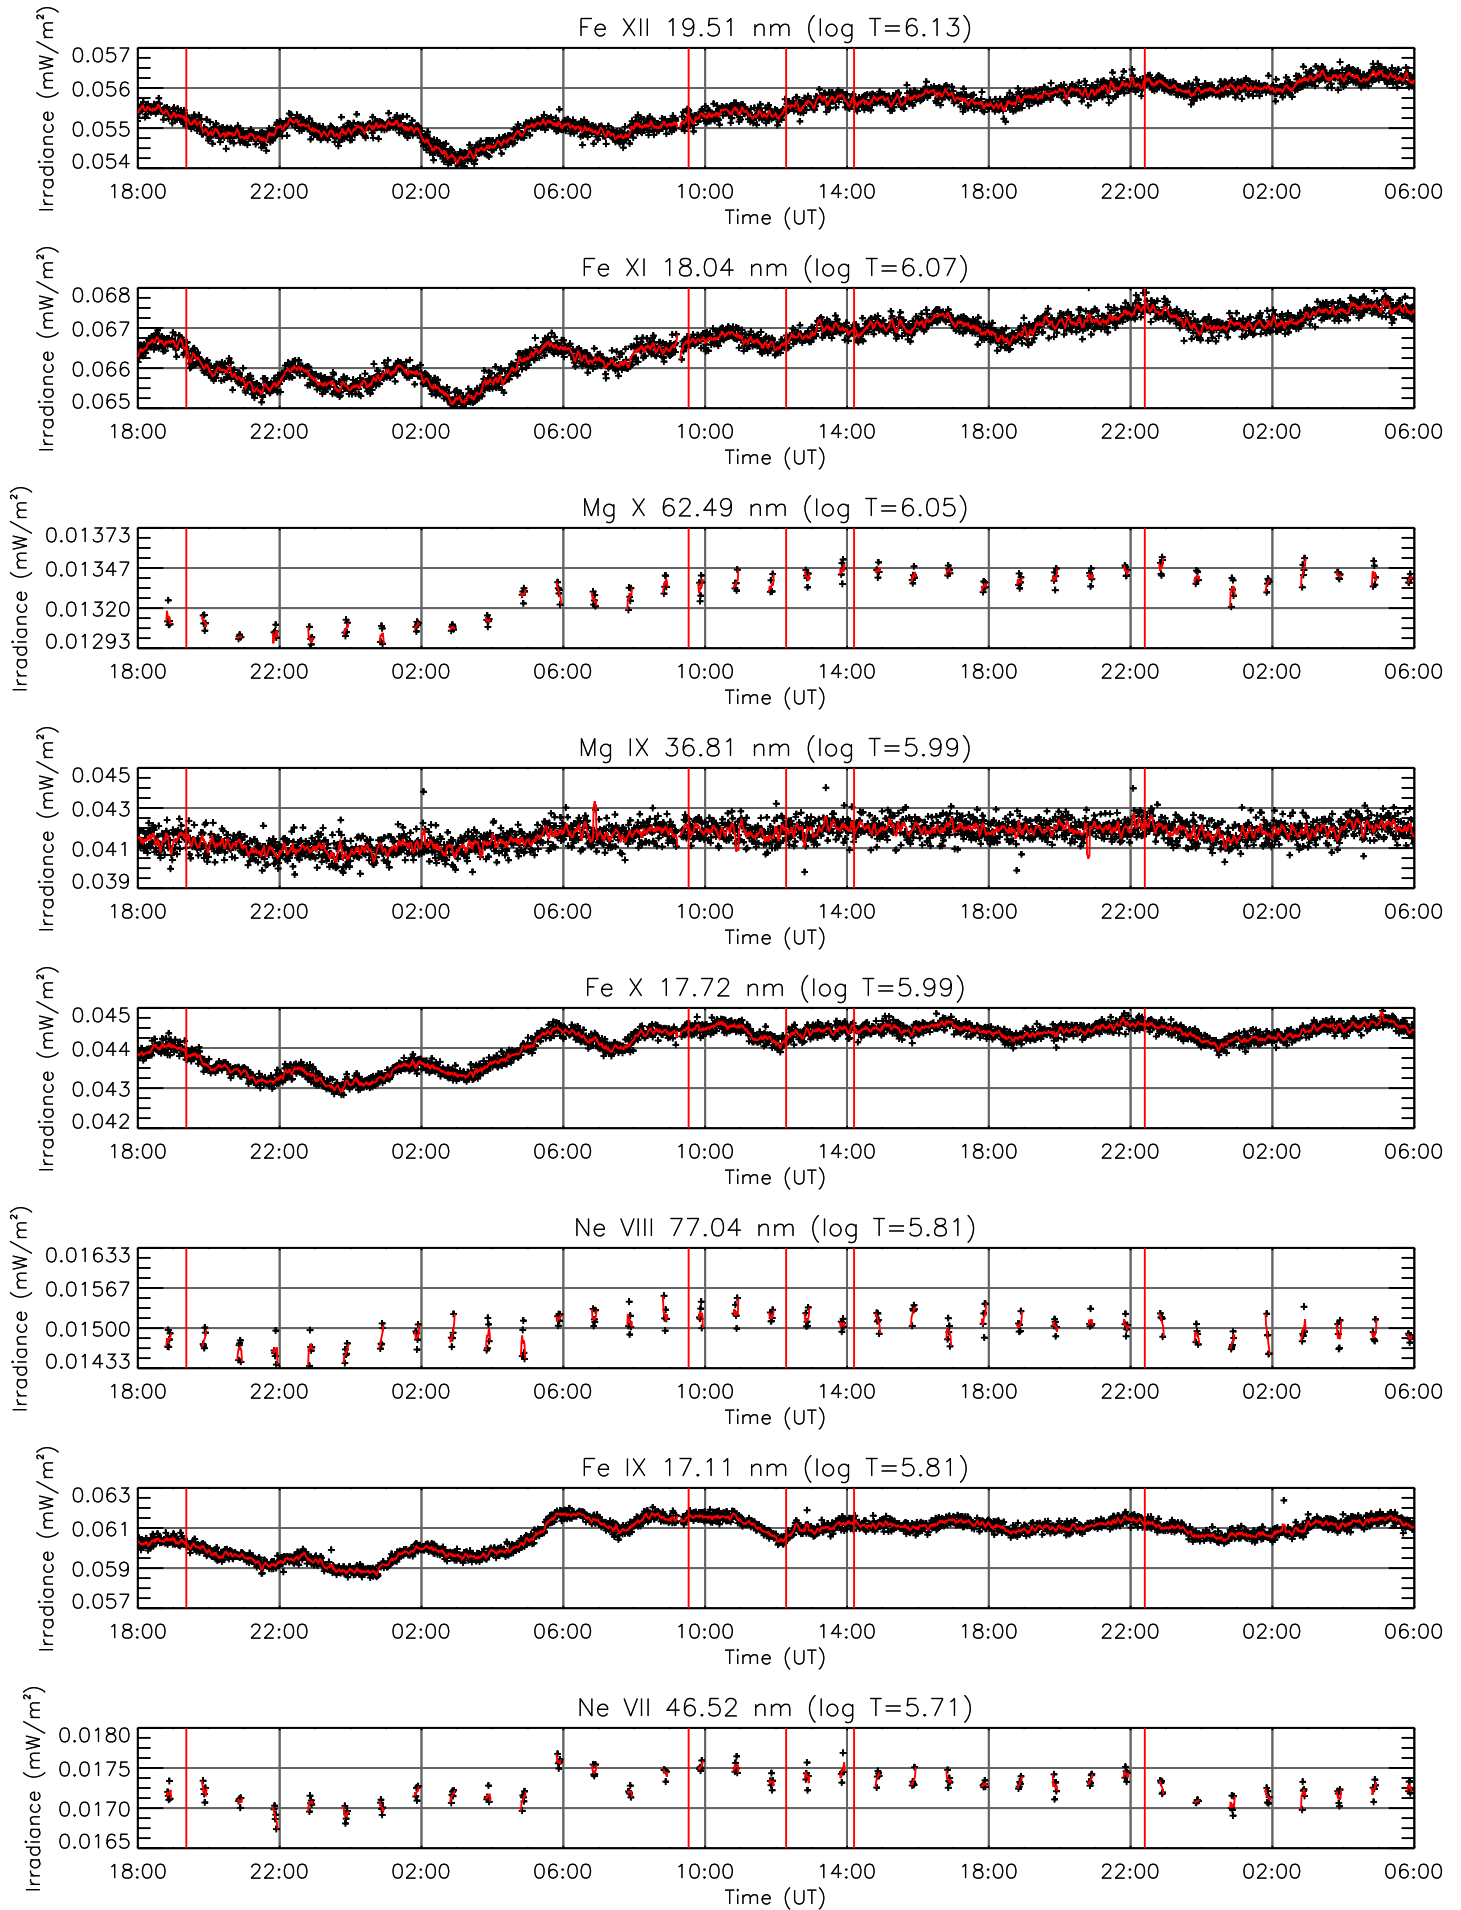 Fe XII 19.51 nm (log T=6.13)
Irradiance (mW/m²)
0.057
0.056
0.055
0.054
18:00 22:00 02:00 06:00 10:00 14:00 18:00 22:00 02:00 06:00
Time (UT)
Fe XI 18.04 nm (log T=6.07)
Irradiance (mW/m²)
0.068
0.067
0.066
0.065
18:00 22:00 02:00 06:00 10:00 14:00 18:00 22:00 02:00 06:00
Time (UT)
Mg X 62.49 nm (log T=6.05)
Irradiance (mW/m²)
0.01373
0.01347
0.01320
0.01293
18:00 22:00 02:00 06:00 10:00 14:00 18:00 22:00 02:00 06:00
Time (UT)
Mg IX 36.81 nm (log T=5.99)
Irradiance (mW/m²)
0.045
0.043
0.041
0.039
18:00 22:00 02:00 06:00 10:00 14:00 18:00 22:00 02:00 06:00
Time (UT)
Fe X 17.72 nm (log T=5.99)
Irradiance (mW/m²)
0.045
0.044
0.043
0.042
18:00 22:00 02:00 06:00 10:00 14:00 18:00 22:00 02:00 06:00
Time (UT)
Ne VIII 77.04 nm (log T=5.81)
Irradiance (mW/m²)
0.01633
0.01567
0.01500
0.01433
18:00 22:00 02:00 06:00 10:00 14:00 18:00 22:00 02:00 06:00
Time (UT)
Fe IX 17.11 nm (log T=5.81)
Irradiance (mW/m²)
0.063
0.061
0.059
0.057
18:00 22:00 02:00 06:00 10:00 14:00 18:00 22:00 02:00 06:00
Time (UT)
Ne VII 46.52 nm (log T=5.71)
Irradiance (mW/m²)
0.0180
0.0175
0.0170
0.0165
18:00 22:00 02:00 06:00 10:00 14:00 18:00 22:00 02:00 06:00
Time (UT)